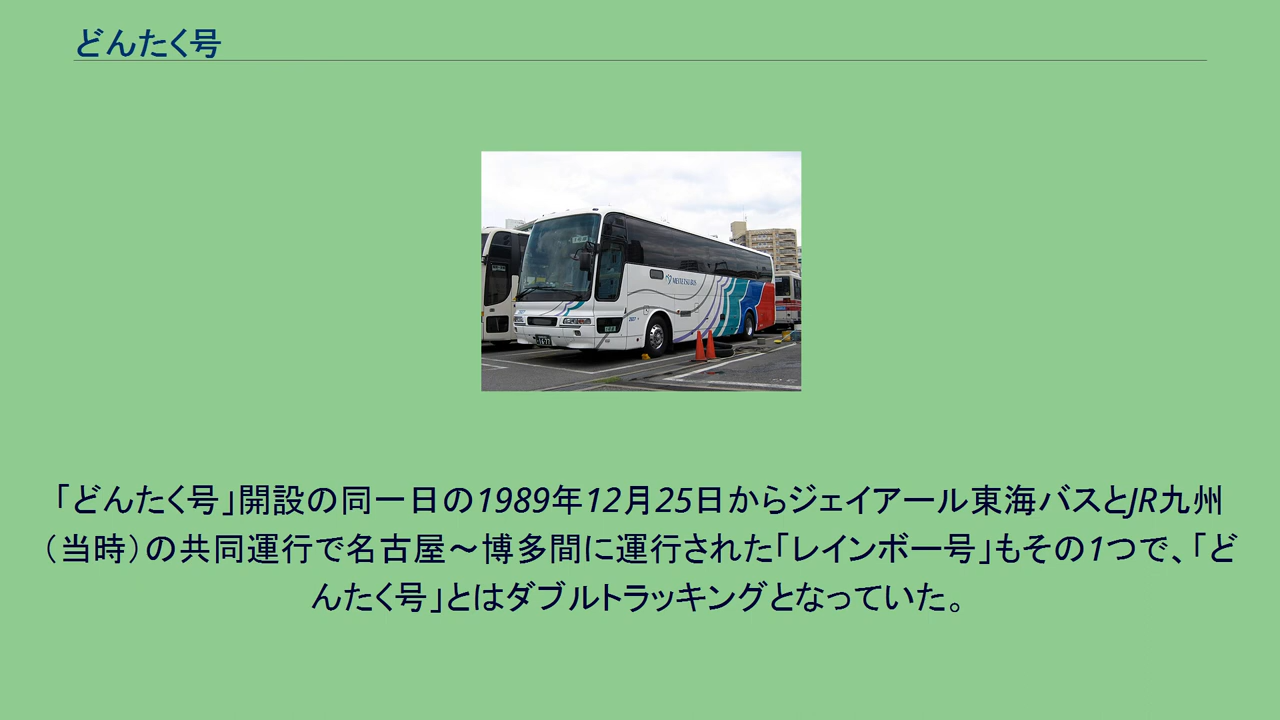 どんたく号
MEITETSU BUS
「どんたく号」開設の同一日の1989年12月25日からジェイアール東海バスとJR九州
（当時）の共同運行で名古屋～博多間に運行された「レインボー号」もその1つで、「ど
んたく号」とはダブルトラッキングとなっていた。